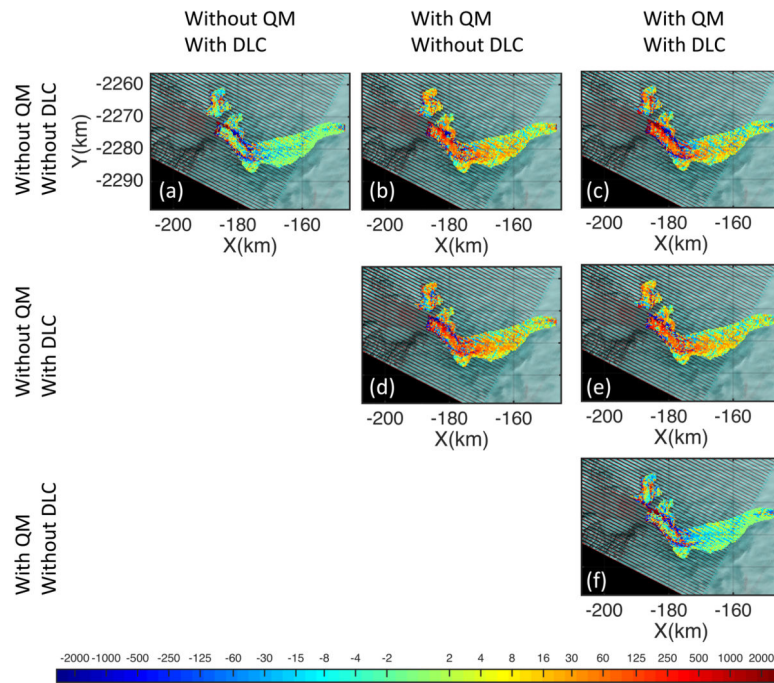 Without QM
With DLC
With QM
Without DLC
With QM
With DLC
Without QM
Without DLC
Y(km)
-2260
-2270
-2280
-2290
(a)
(b)
(c)
-200 -180 -160
X(km)
-200 -180 -160
X(km)
-200 -180 -160
X(km)
Without QM
With DLC
(d)
(e)
-200 -180 -160
X(km)
-200 -180 -160
X(km)
With QM
Without DLC
(f)
-200 -180 -160
X(km)
-2000 -1000 -500 -250 -125 -60 -30 -15 -8 -4 -2 2 4 8 16 30 60 125 500 1000 2000